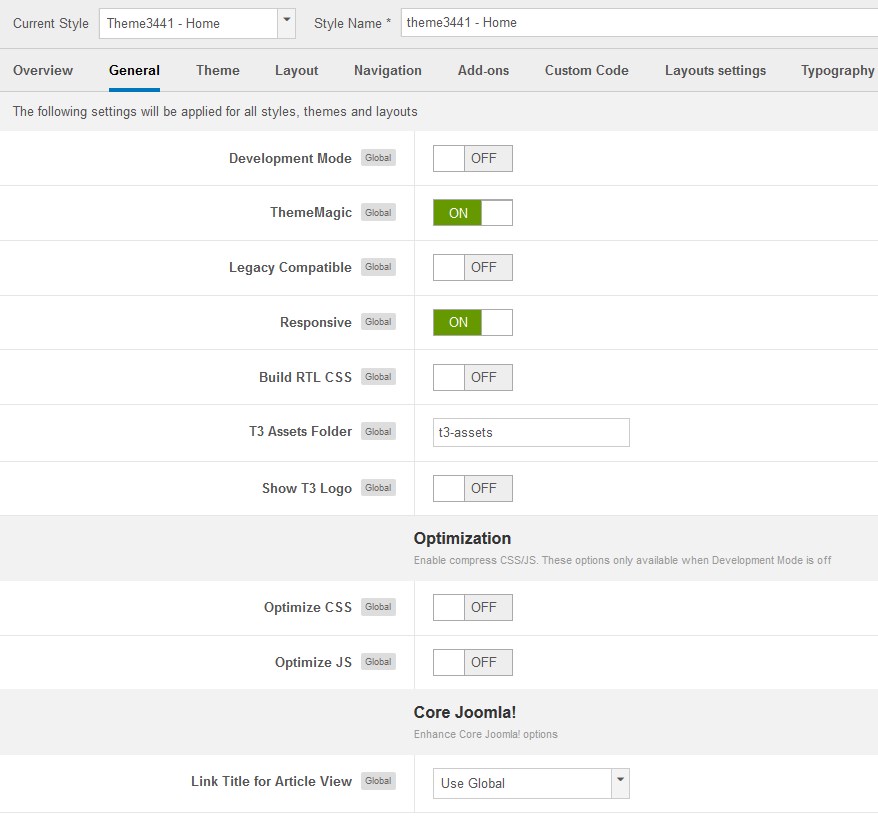 Current Style Theme3441 - Home Style Name * theme3441 - Home
Overview General Theme Layout Navigation Add-ons Custom Code Layouts settings Typography
The following settings will be applied for all styles, themes and layouts
Development Mode Global OFF
ThemeMagic Global ON
Legacy Compatible Global OFF
Responsive Global ON
Build RTL CSS Global OFF
T3 Assets Folder Global t3-assets
Show T3 Logo Global OFF
Optimization
Enable compress CSS/JS. These options only available when Development Mode is off
Optimize CSS Global OFF
Optimize JS Global OFF
Core Joomla!
Enhance Core Joomla! options
Link Title for Article View Global Use Global